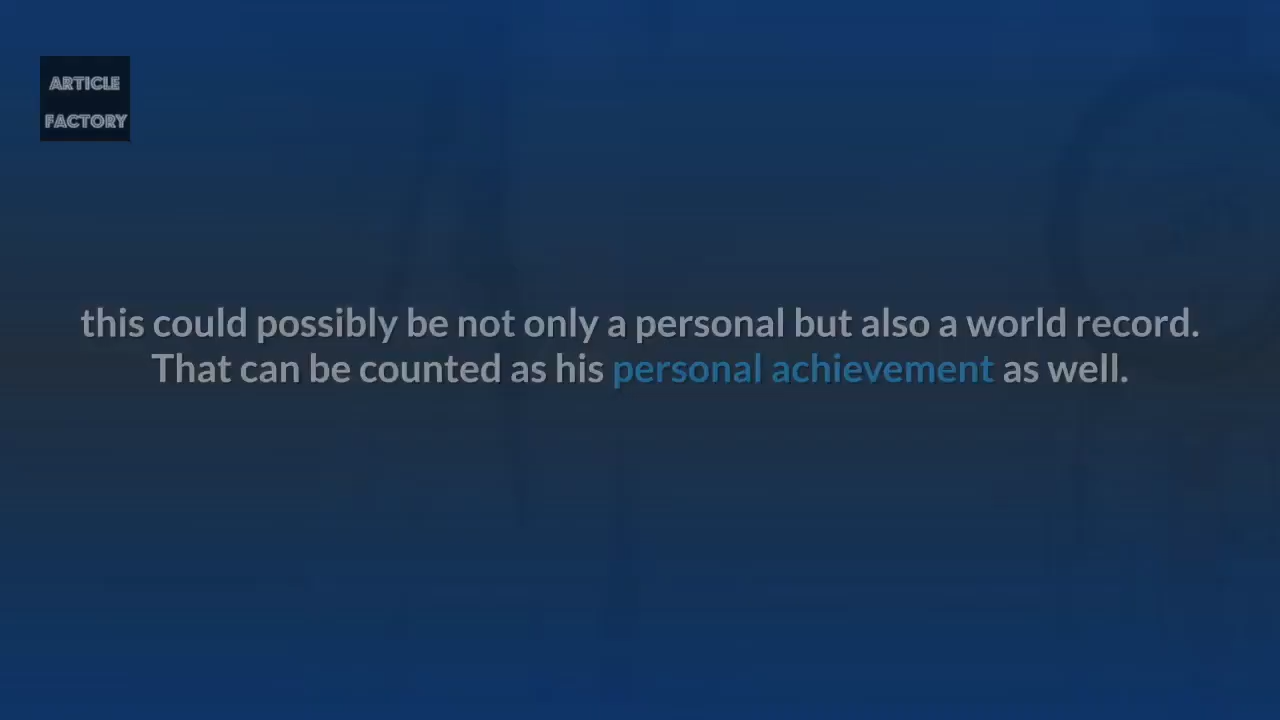 ARTICLE
FACTORY
this could possibly be not only a personal but also a world record.
That can be counted as his personal achievement as well.